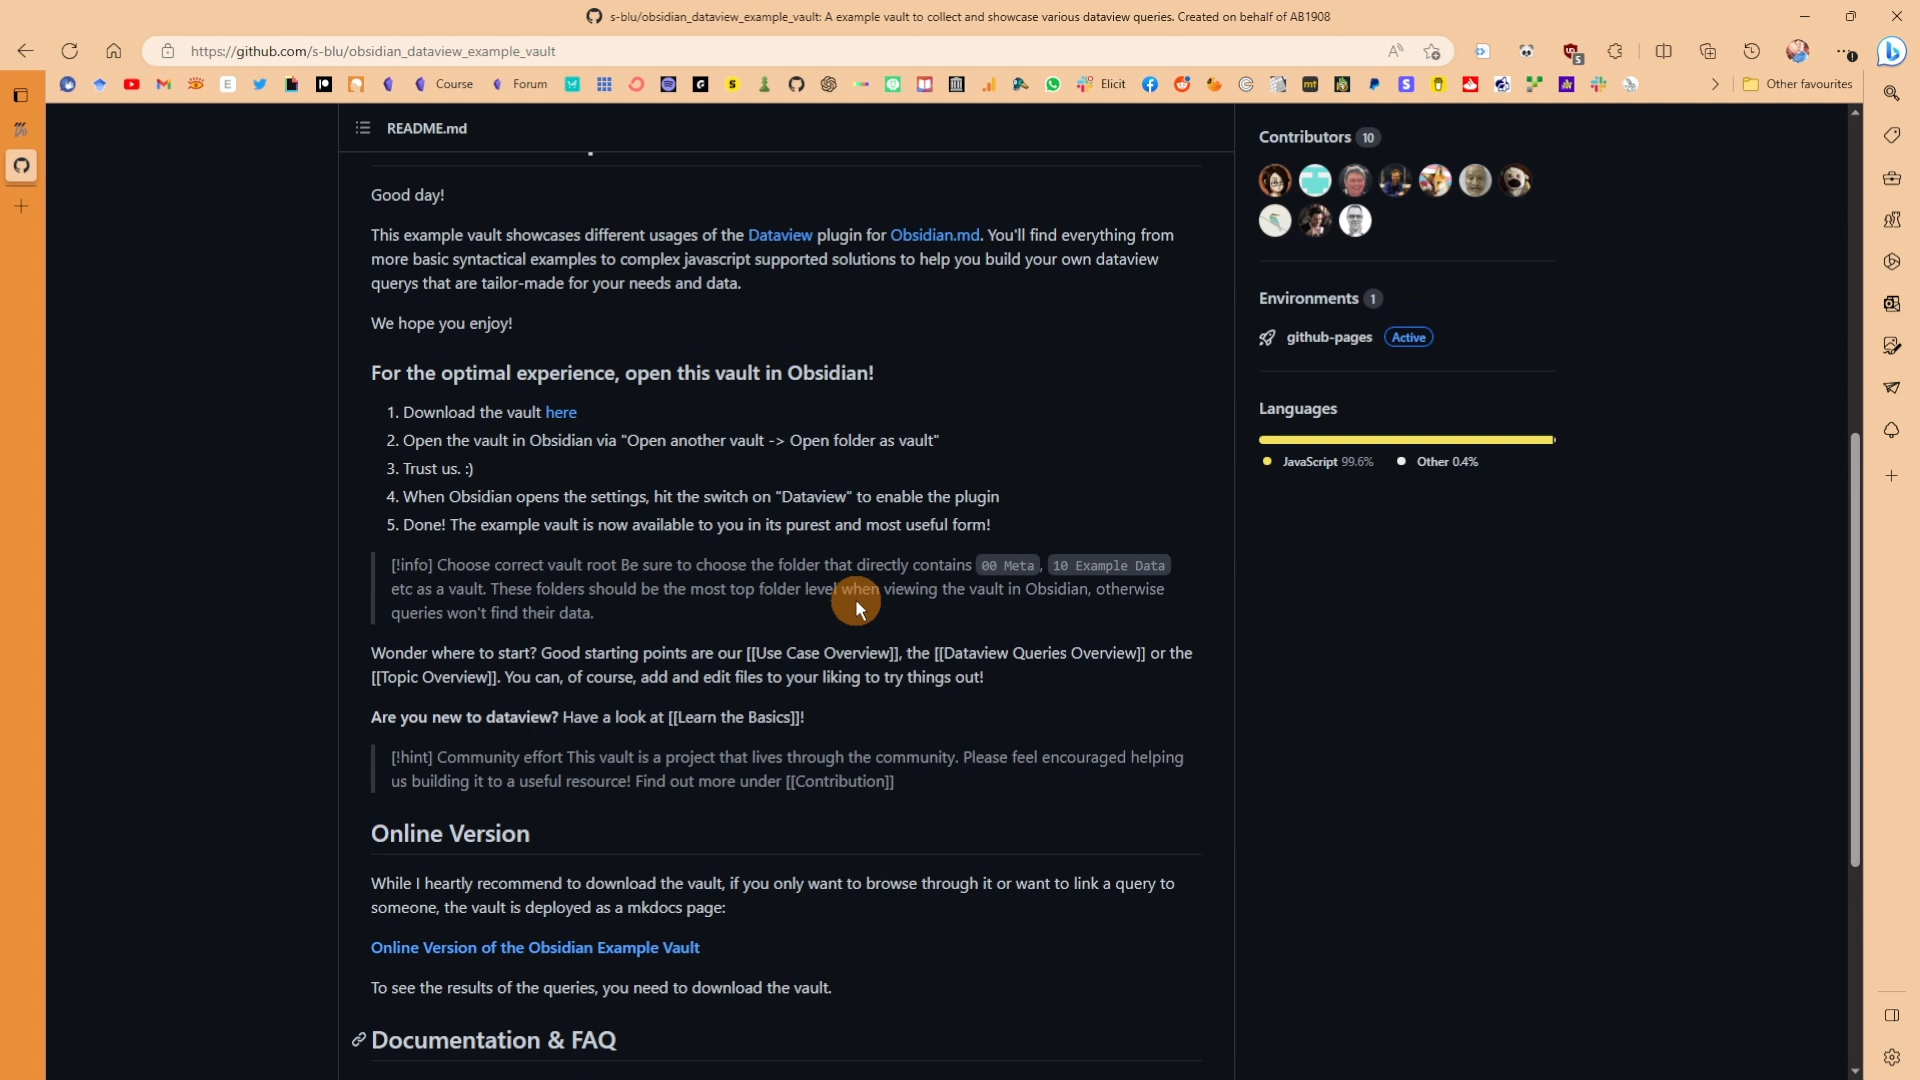 s-blu/obsidian_dataview_example_vault: A example vault to collect and showcase various dataview queries. Created on behalf of AB1908
https://github.com/s-blu/obsidian_dataview_example_vault
Course
Forum
Elicit
Other favourites
README.md
Good day!
This example vault showcases different usages of the Dataview plugin for Obsidian.md. You'll find everything from
more basic syntactical examples to complex javascript supported solutions to help you build your own dataview
querys that are tailor-made for your needs and data.
We hope you enjoy!
For the optimal experience, open this vault in Obsidian!
1. Download the vault here
2. Open the vault in Obsidian via "Open another vault -> Open folder as vault"
3. Trust us. :)
4. When Obsidian opens the settings, hit the switch on "Dataview" to enable the plugin
5. Done! The example vault is now available to you in its purest and most useful form!
[!info] Choose correct vault root Be sure to choose the folder that directly contains 00 Meta, 10 Example Data
etc as a vault. These folders should be the most top folder level when viewing the vault in Obsidian, otherwise
queries won't find their data.
Wonder where to start? Good starting points are our [[Use Case Overview]], the [[Dataview Queries Overview]] or the
[[Topic Overview]]. You can, of course, add and edit files to your liking to try things out!
Are you new to dataview? Have a look at [[Learn the Basics]]!
[!hint] Community effort This vault is a project that lives through the community. Please feel encouraged helping
us building it to a useful resource! Find out more under [[Contribution]]
Online Version
While I heartly recommend to download the vault, if you only want to browse through it or want to link a query to
someone, the vault is deployed as a mkdocs page:
Online Version of the Obsidian Example Vault
To see the results of the queries, you need to download the vault.
Documentation & FAQ
Contributors 10
Environments 1
github-pages Active
Languages
JavaScript 99.6% Other 0.4%